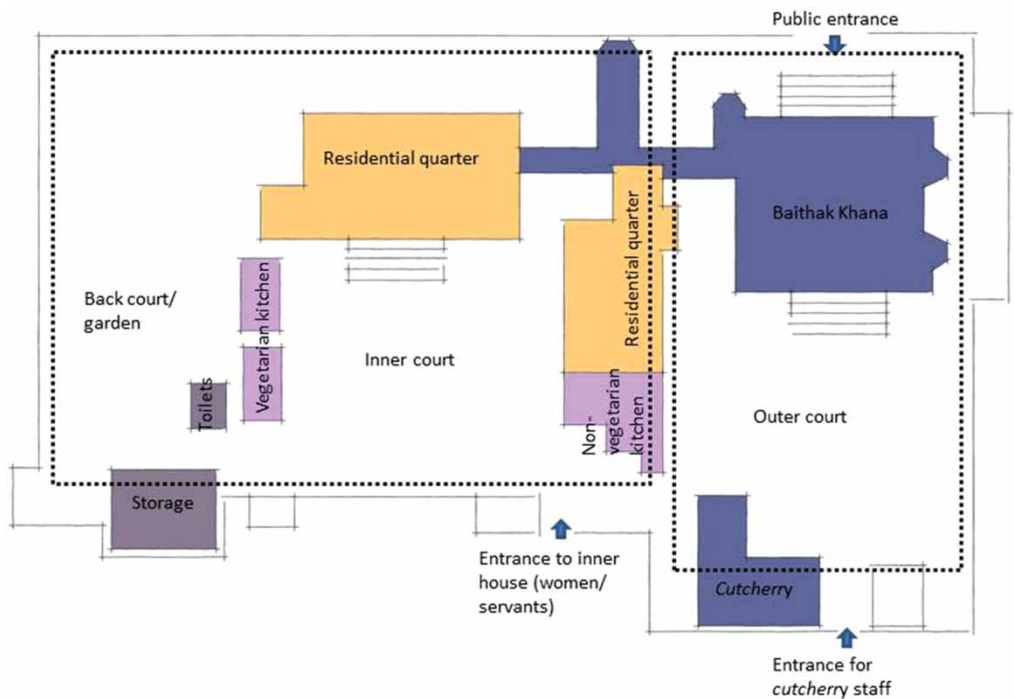 Public entrance
Residential quarter
Residential quarter
Baithak Khana
Back court/
garden
Vegetarian kitchen
Inner court
Toilets
Non-
vegetarian
kitchen
Outer court
Storage
Entrance to inner
house (women/
servants)
Cutcherry
Entrance for
cutcherry staff